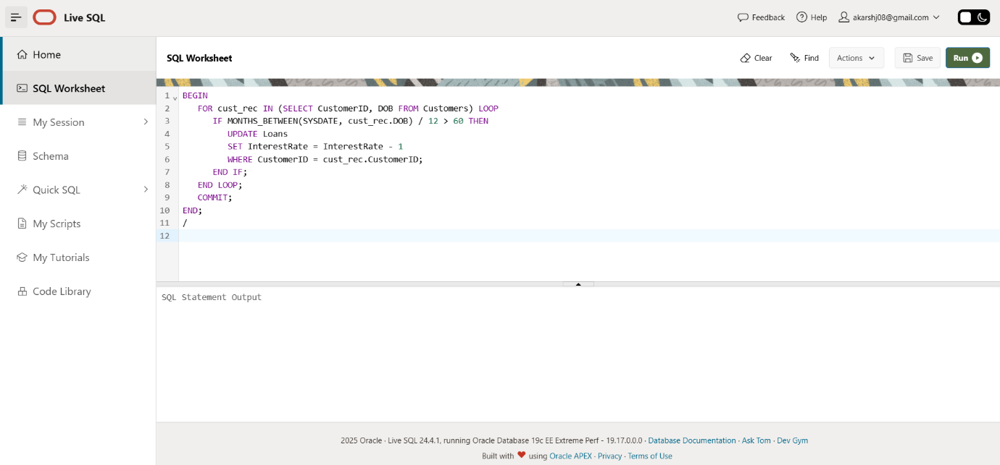 Live SQL
Feedback
Help
akarshj08@gmail.com
Home
SQL Worksheet
My Session
Schema
Quick SQL
My Scripts
My Tutorials
Code Library
SQL Worksheet
Clear
Find
Actions
Save
Run
1 BEGIN
2 FOR cust_rec IN (SELECT CustomerID, DOB FROM Customers) LOOP
3 IF MONTHS_BETWEEN(SYSDATE, cust_rec.DOB) / 12 > 60 THEN
4 UPDATE Loans
5 SET InterestRate = InterestRate - 1
6 WHERE CustomerID = cust_rec.CustomerID;
7 END IF;
8 END LOOP;
9 COMMIT;
10 END;
11 /
12
SQL Statement Output
2025 Oracle · Live SQL 24.4.1, running Oracle Database 19c EE Extreme Perf - 19.17.0.0.0 · Database Documentation · Ask Tom · Dev Gym
Built with ❤ using Oracle APEX · Privacy · Terms of Use